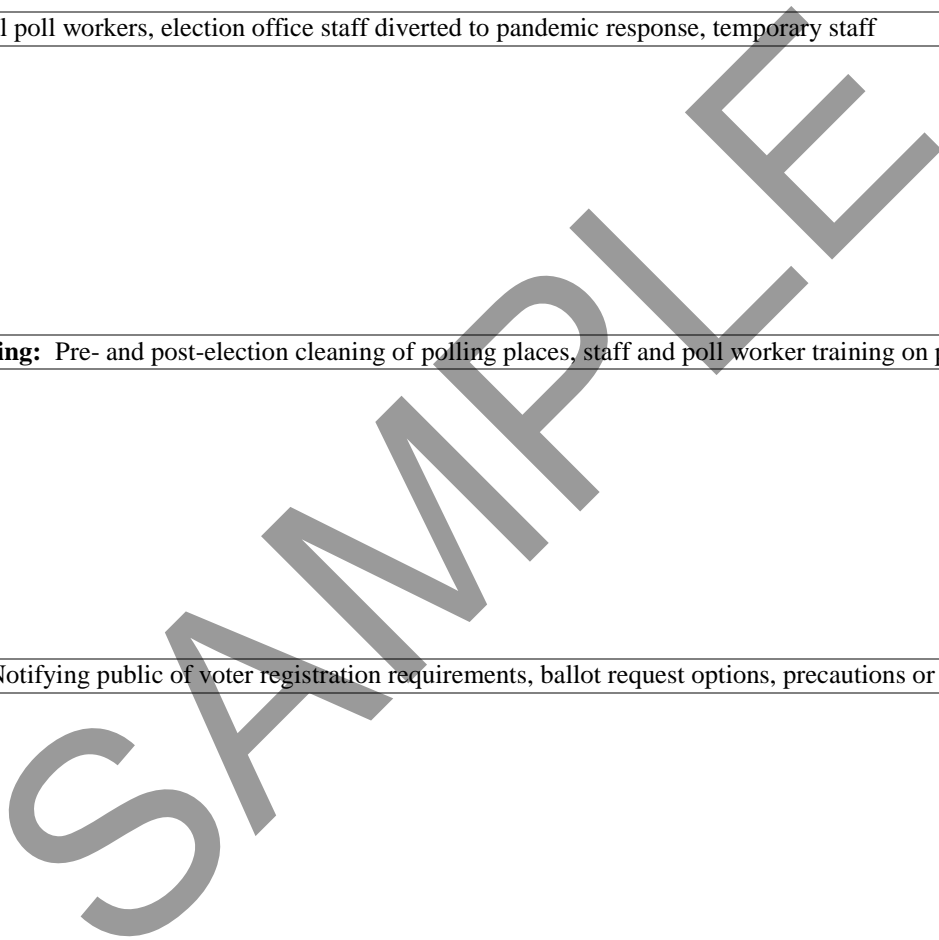 l poll workers, election office staff diverted to pandemic response, temporary staff
ing: Pre- and post-election cleaning of polling places, staff and poll worker training on p
Notifying public of voter registration requirements, ballot request options, precautions or
SAMPLE